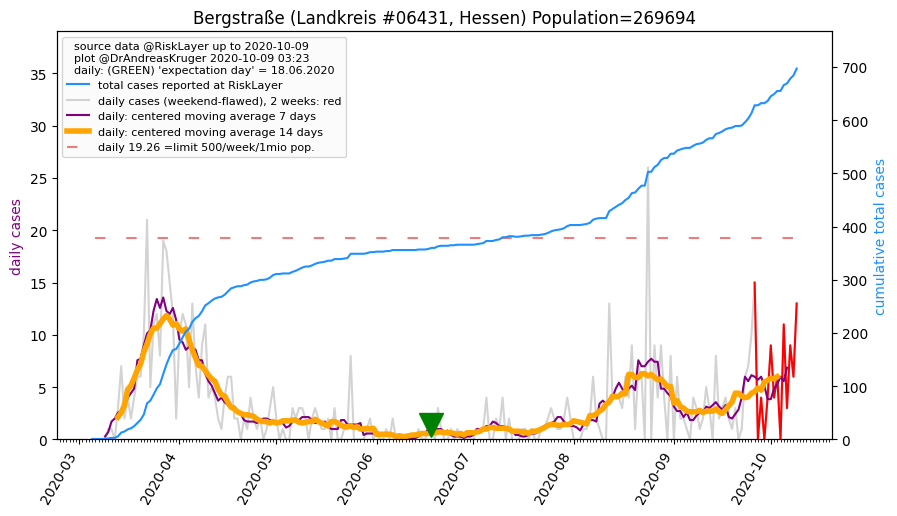 Bergstraße (Landkreis #06431, Hessen) Population=269694
source data @RiskLayer up to 2020-10-09
plot @DrAndreasKruger 2020-10-09 03:23
daily: (GREEN) 'expectation day' = 18.06.2020
total cases reported at RiskLayer
daily cases (weekend-flawed), 2 weeks: red
daily: centered moving average 7 days
daily: centered moving average 14 days
daily 19.26 =limit 500/week/1mio pop.
daily cases
35
30
25
20
15
10
5
0
700
600
500
400
300
200
100
0
cumulative total cases
2020-03
2020-04
2020-05
2020-06
2020-07
2020-08
2020-09
2020-10